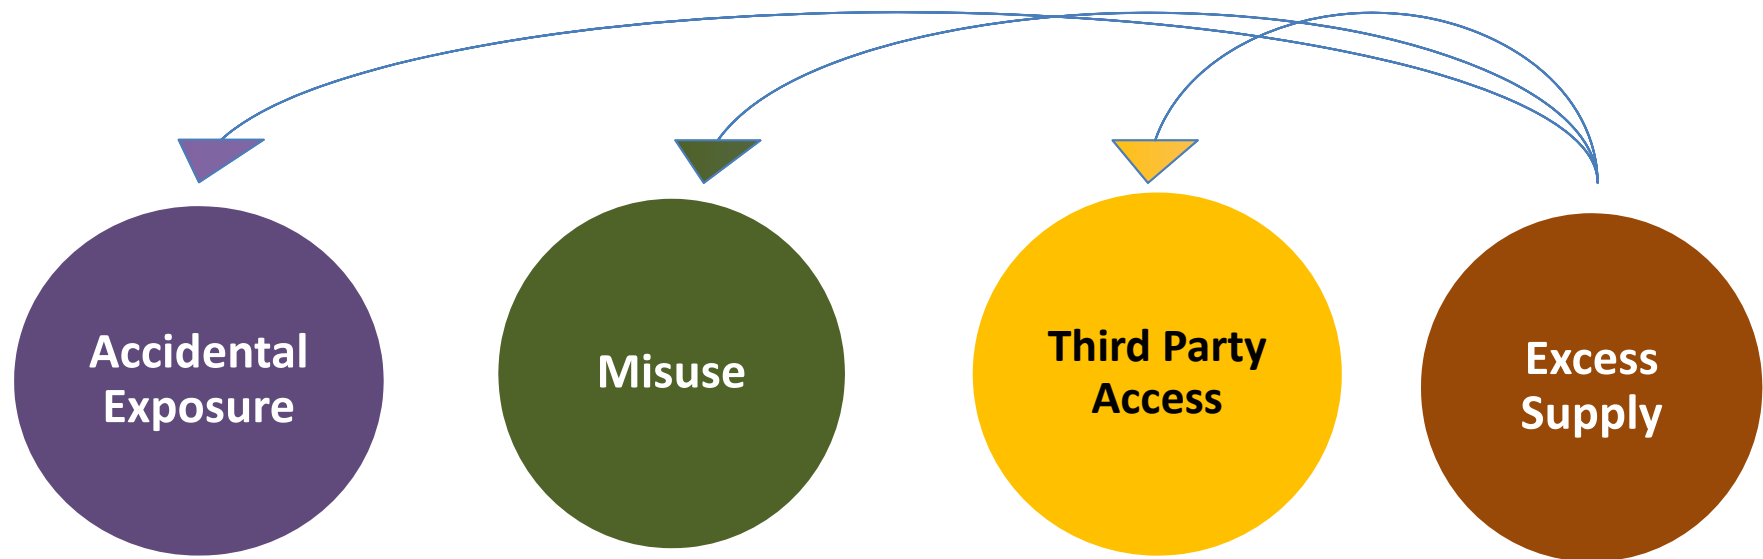 Accidental
Exposure
Misuse
Third Party
Access
Excess
Supply